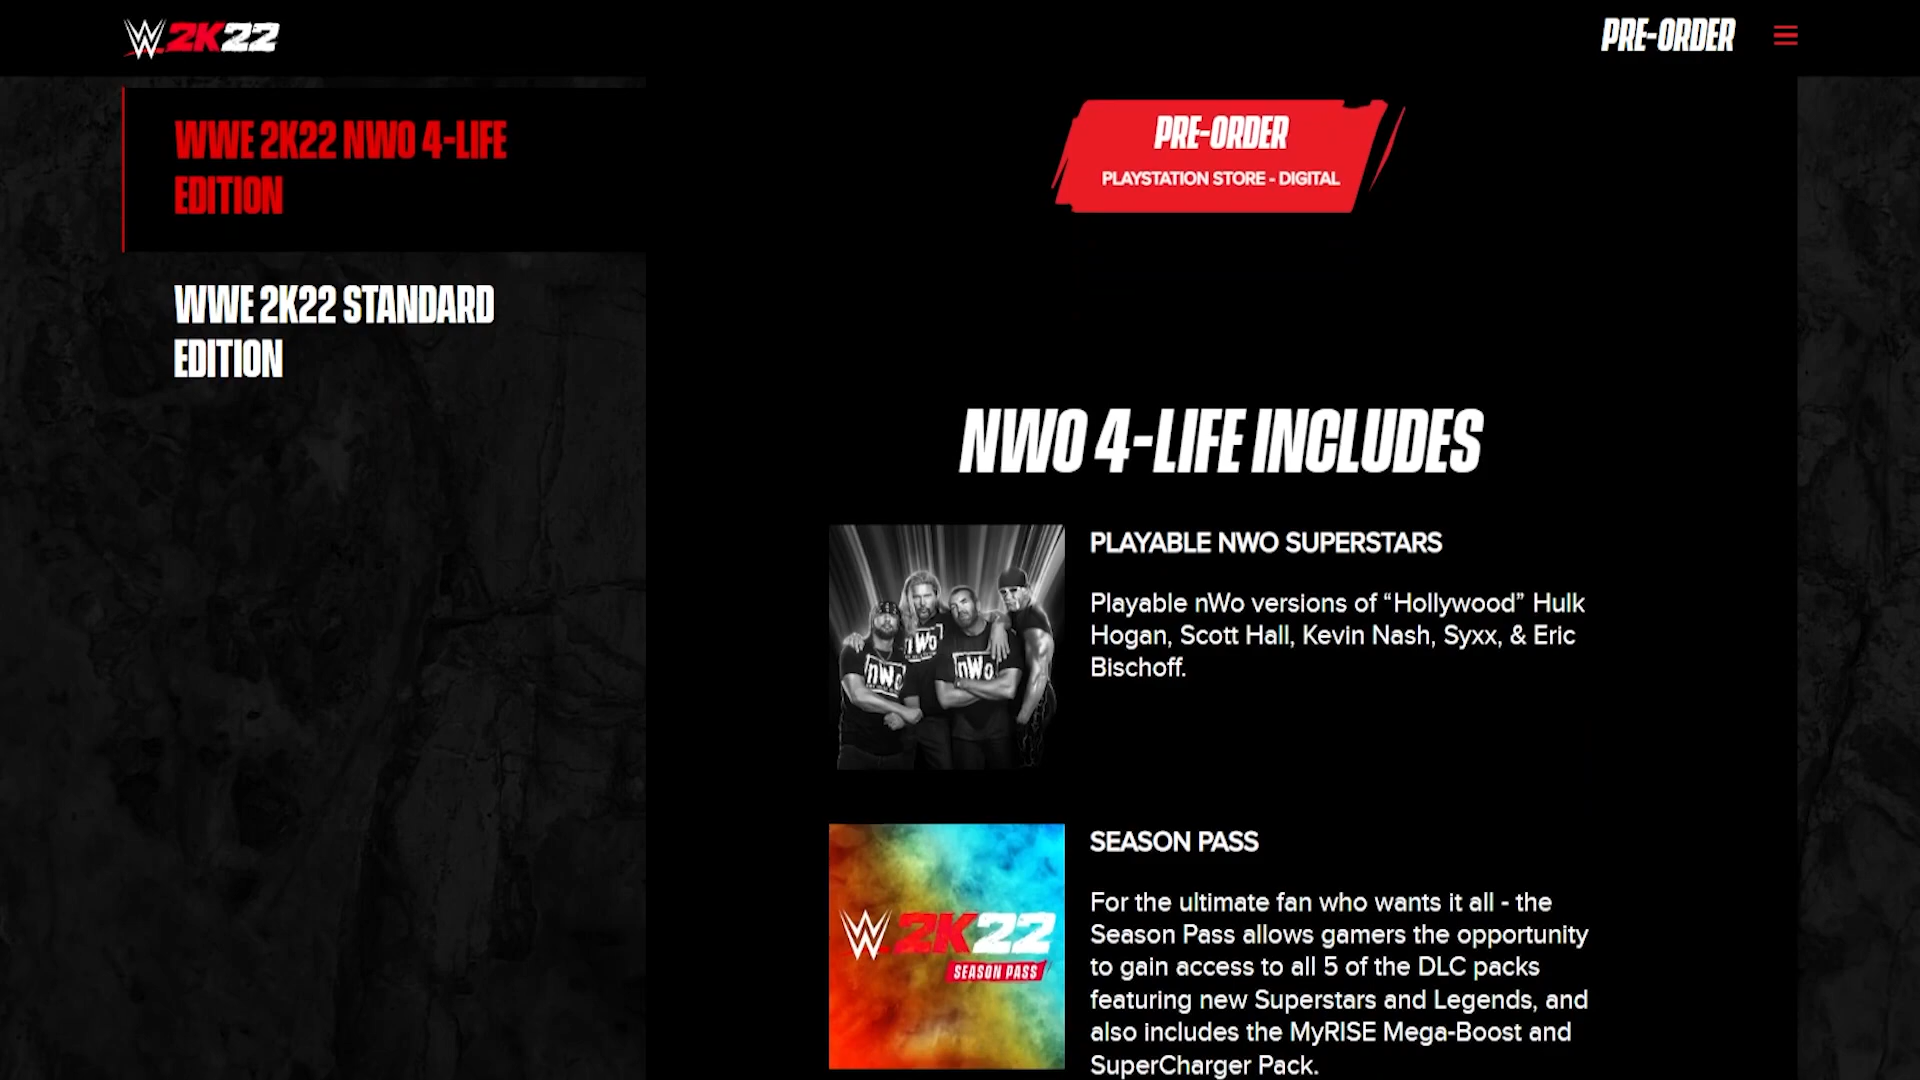 W 2K22
PRE-ORDER
WWE 2K22 NWO 4-LIFE
EDITION
WWE 2K22 STANDARD
EDITION
PRE-ORDER
PLAYSTATION STORE - DIGITAL
NWO 4-LIFE INCLUDES
nWo
nWo
nWo
PLAYABLE NWO SUPERSTARS
Playable nWo versions of “Hollywood” Hulk
Hogan, Scott Hall, Kevin Nash, Syxx, & Eric
Bischoff.
W 2K22
SEASON PASS
SEASON PASS
For the ultimate fan who wants it all - the
Season Pass allows gamers the opportunity
to gain access to all 5 of the DLC packs
featuring new Superstars and Legends, and
also includes the MyRISE Mega-Boost and
SuperCharger Pack.